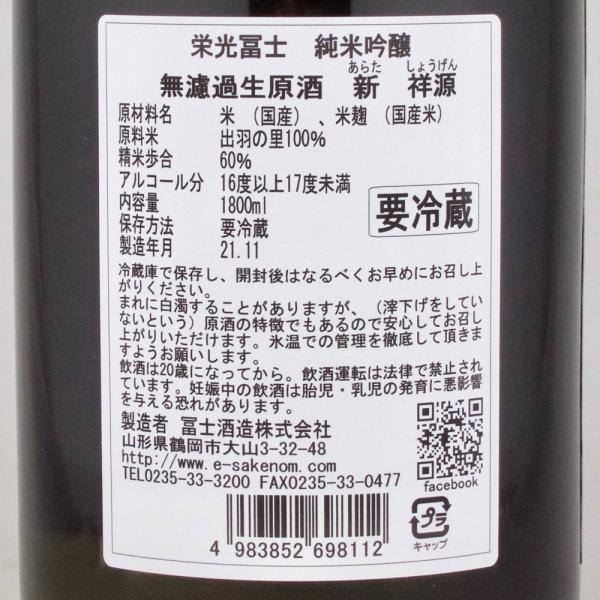 栄光冨士　純米吟醸
あらた　しょうげん
無濾過生原酒　新　祥源
原材料名　米　（国産）、米麹　（国産米）
原料米　出羽の里100%
精米歩合　60%
アルコール分　16度以上17度未満
内容量　1800ml
保存方法　要冷蔵
製造年月　21.11
要冷蔵
冷蔵庫で保存し、開封後はなるべくお早めにお召し上
がりください。
まれに白濁することがありますが、（滓下げをしてい
ないという）原酒の特徴でもあるので安心してお召し
上がりいただけます。氷温での管理を徹底して頂きま
すようお願いします。
飲酒は20歳になってから。飲酒運転は法律で禁止され
ています。妊娠中の飲酒は胎児・乳児の発育に悪影響
を与える恐れがあります。
製造者　冨士酒造株式会社
山形県鶴岡市大山3-32-48
http://www.e-sakenom.com/
TEL0235-33-3200 FAX0235-33-0477
facebook
4 983852 698112
プラ
キャップ